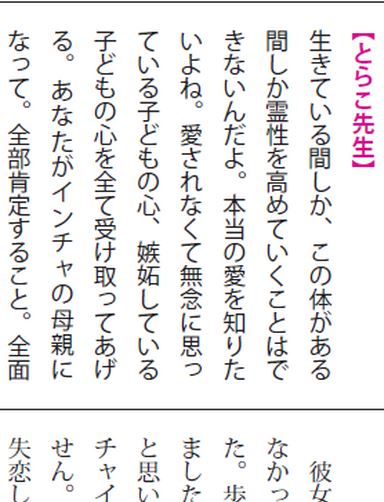 【とらこ先生】
生きている間しか、この体がある
間しか霊性を高めていくことはで
きないんだよ。本当の愛を知りた
いよね。愛されなくて無念に思っ
ている子どもの心、嫉妬している
子どもの心を全て受け取ってあげ
る。あなたがインチャの母親に
なって。全部肯定すること。全面
彼女
なかっ
た。歩
ました
と思い
チャイ
せん。
失恋し